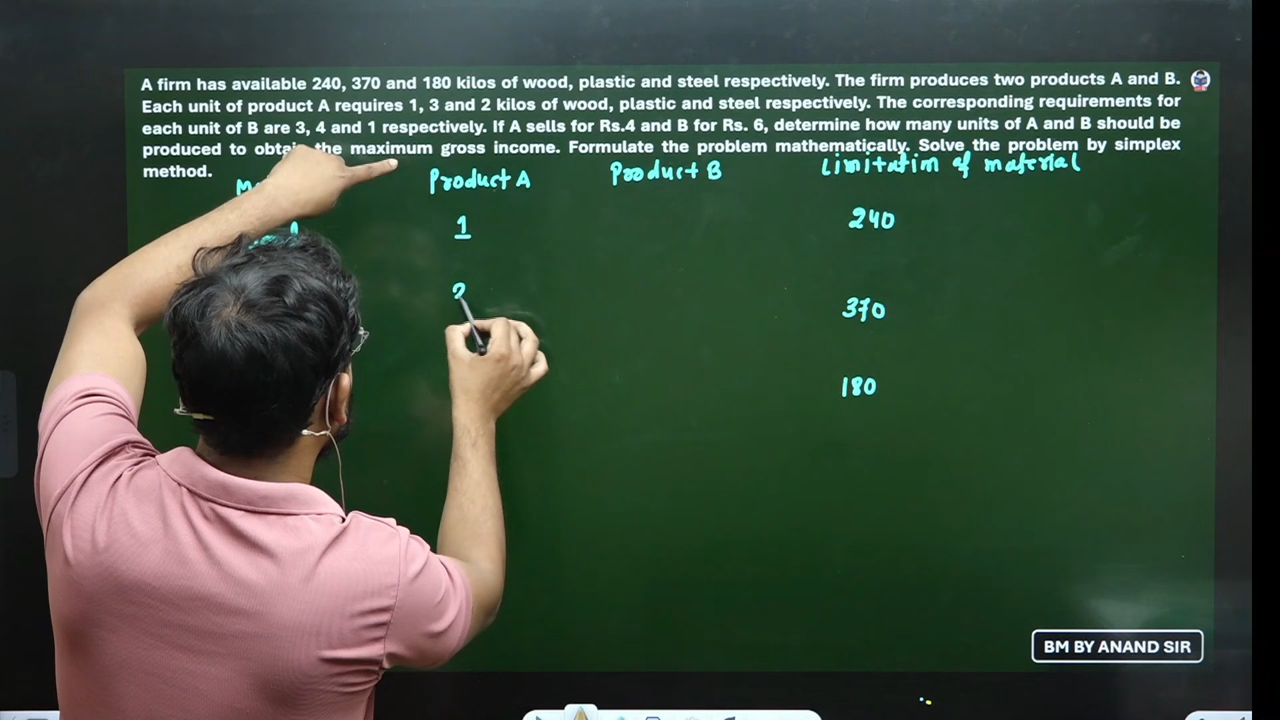 A firm has available 240, 370 and 180 kilos of wood, plastic and steel respectively. The firm produces two products A and B.
Each unit of product A requires 1, 3 and 2 kilos of wood, plastic and steel respectively. The corresponding requirements for
each unit of B are 3, 4 and 1 respectively. If A sells for Rs.4 and B for Rs. 6, determine how many units of A and B should be
produced to obtain the maximum gross income. Formulate the problem mathematically. Solve the problem by simplex
method.
Product A Product B Limitation of material
1 240
370
180
BM BY ANAND SIR